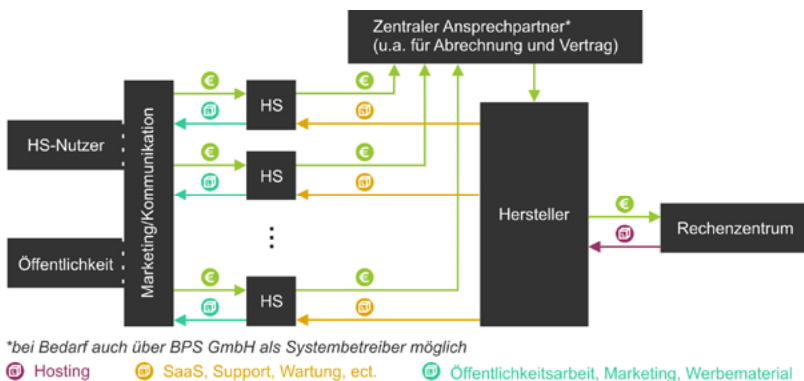 Zentraler Ansprechpartner*
(u.a. für Abrechnung und Vertrag)
HS-Nutzer
Öffentlichkeit
Marketing/Kommunikation
€
HS
€
€
HS
€
⋮
€
HS
€
Hersteller
€
Rechenzentrum
*bei Bedarf auch über BPS GmbH als Systembetreiber möglich
Hosting
SaaS, Support, Wartung, ect.
Öffentlichkeitsarbeit, Marketing, Werbematerial